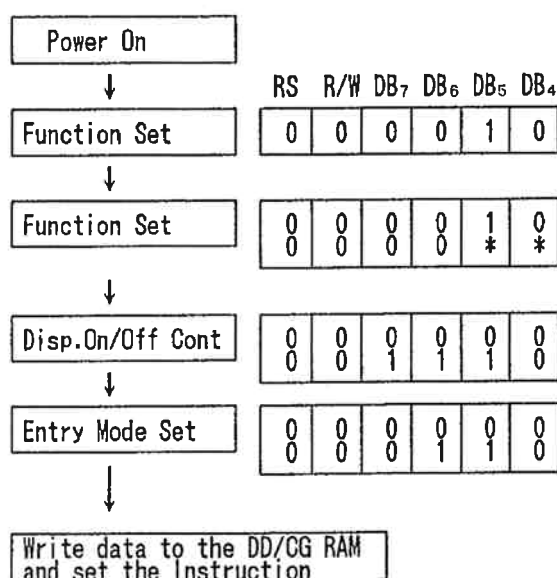 Power On
RS R/W DB₇ DB₆ DB₅ DB₄
Function Set 0 0 0 0 1 0
Function Set 0 0 0 0 1 0
0 0 0 0 * *
Disp.On/Off Cont 0 0 0 0 0 0
0 0 1 1 1 0
Entry Mode Set 0 0 0 0 0 0
0 0 0 1 1 0
Write data to the DD/CG RAM
and set the Instruction